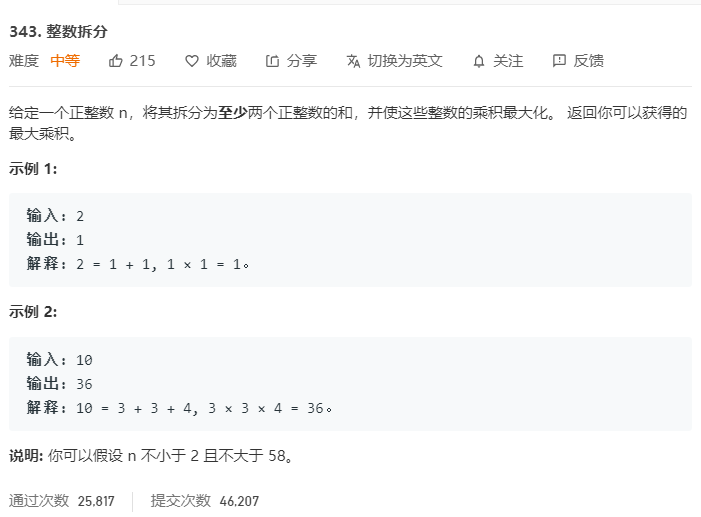 343. 整数拆分
难度 中等 215 收藏 分享 切换为英文 关注 反馈
给定一个正整数 n，将其拆分为至少两个正整数的和，并使这些整数的乘积最大化。 返回你可以获得的
最大乘积。
示例 1:
输入: 2
输出: 1
解释: 2 = 1 + 1, 1 × 1 = 1。
示例 2:
输入: 10
输出: 36
解释: 10 = 3 + 3 + 4, 3 × 3 × 4 = 36。
说明: 你可以假设 n 不小于 2 且不大于 58。
通过次数 25,817 提交次数 46,207